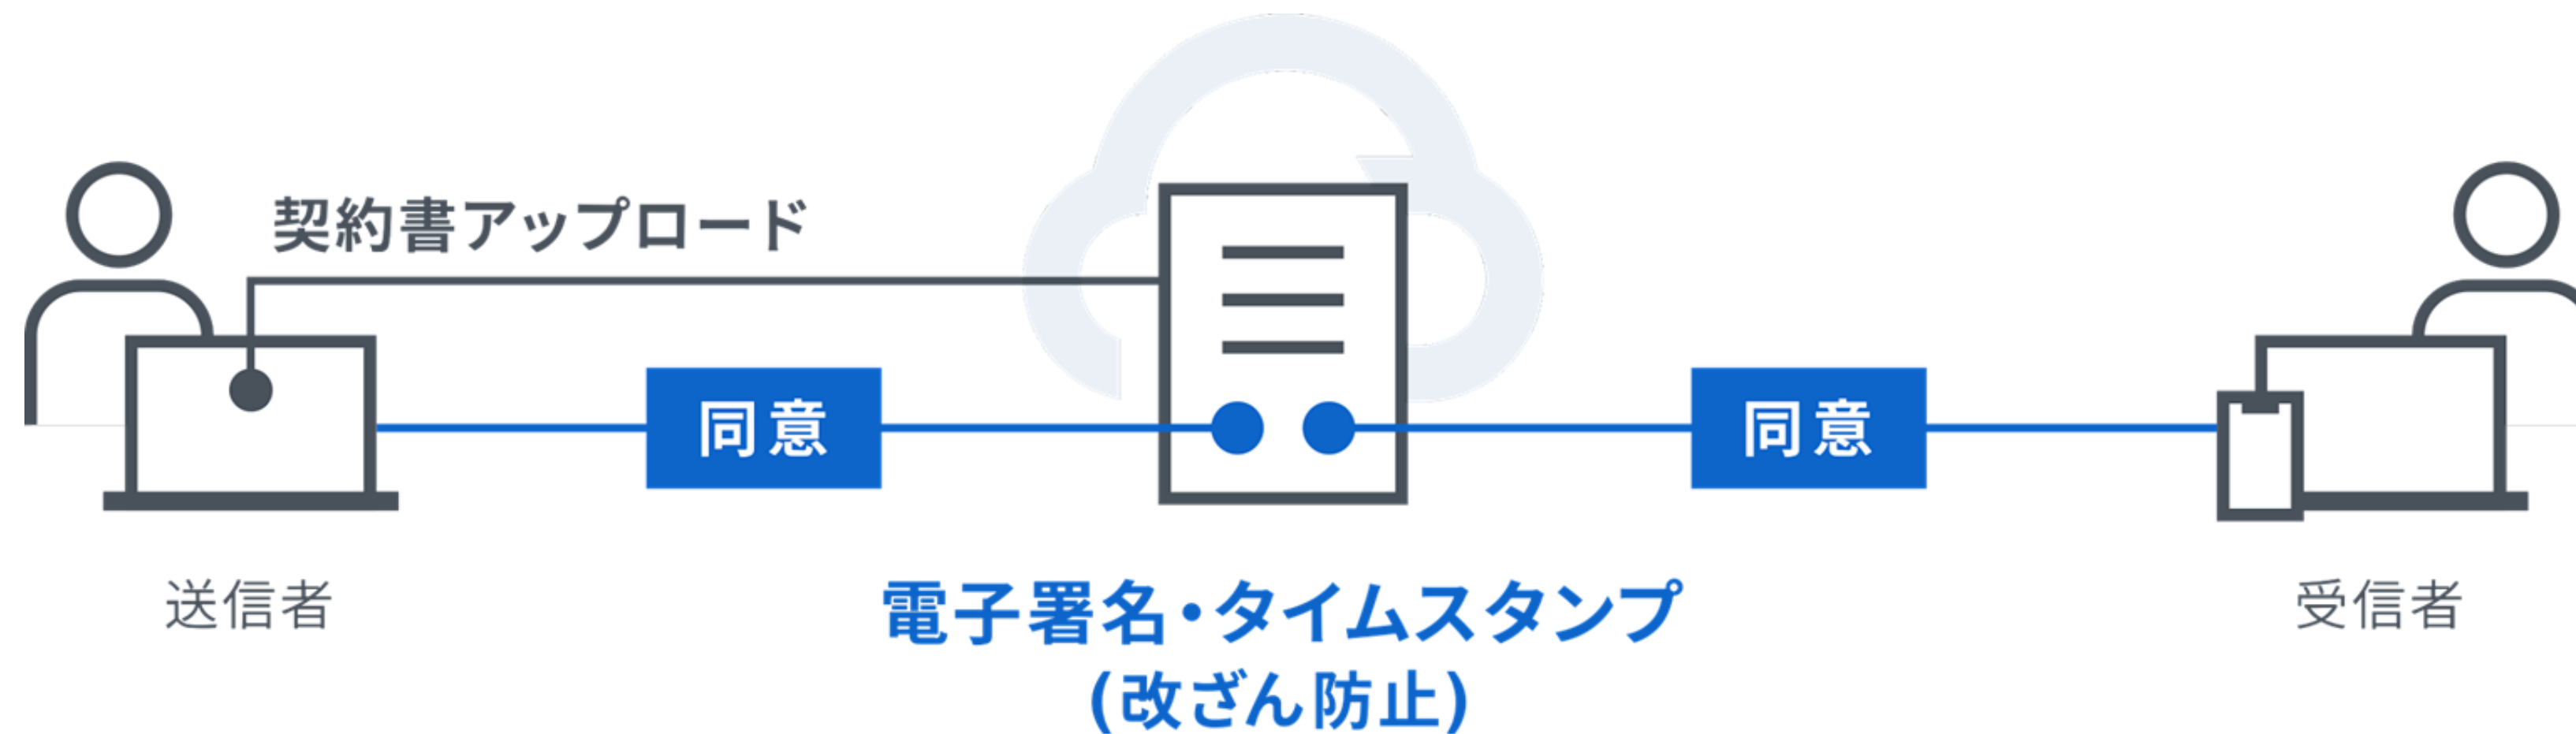 契約書アップロード
同意
同意
送信者
電子署名・タイムスタンプ
(改ざん防止)
受信者